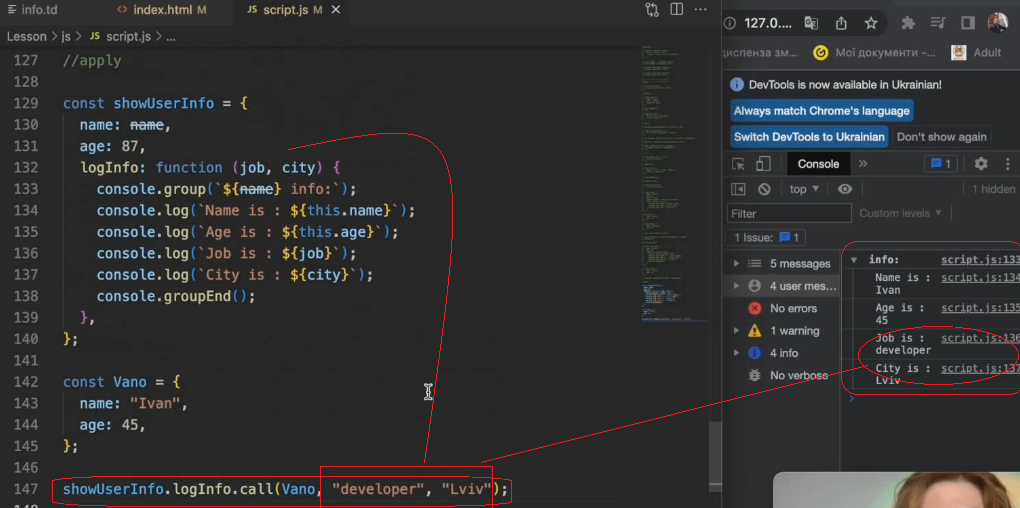 info.td
index.html M
JS script.js M
Lesson > js > JS script.js > ...
127 //apply
128
129 const showUserInfo = {
130 name: name,
131 age: 87,
132 logInfo: function (job, city) {
133 console.group(`${name} info:`);
134 console.log(`Name is : ${this.name}`);
135 console.log(`Age is : ${this.age}`);
136 console.log(`Job is : ${job}`);
137 console.log(`City is : ${city}`);
138 console.groupEnd();
139 },
140 };
141
142 const Vano = {
143 name: "Ivan",
144 age: 45,
145 };
146
147 showUserInfo.logInfo.call(Vano, "developer", "Lviv");
127.0....
диспенза зм...
Мої документи -...
Adult
DevTools is now available in Ukrainian!
Always match Chrome's language
Switch DevTools to Ukrainian
Don't show again
Console
1
top
1 hidden
Filter
Custom levels
1 Issue: 1
5 messages
4 user mes...
No errors
1 warning
4 info
No verbose
info: script.js:133
Name is : script.js:134
Ivan
Age is : script.js:135
45
Job is : script.js:136
developer
City is : script.js:137
Lviv